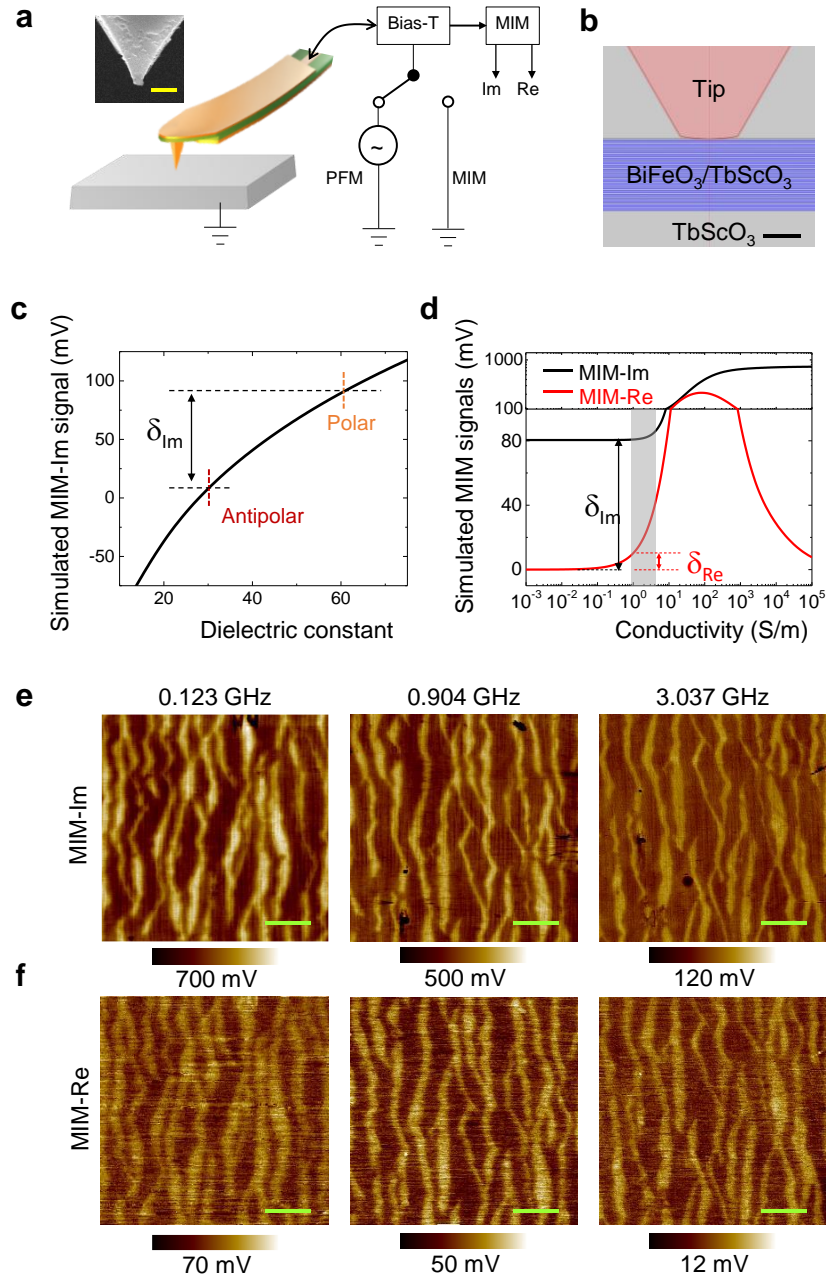 a
Bias-T
MIM
Im
Re
~
PFM
MIM
b
Tip
BiFeO₃/TbScO₃
TbScO₃
c
Simulated MIM-Im signal (mV)
100
50
0
-50
δIm
Polar
Antipolar
20
40
60
Dielectric constant
d
Simulated MIM signals (mV)
1000
100
80
40
0
MIM-Im
MIM-Re
δIm
δRe
10⁻³ 10⁻² 10⁻¹ 10⁰ 10¹ 10² 10³ 10⁴ 10⁵
Conductivity (S/m)
e
0.123 GHz
0.904 GHz
3.037 GHz
MIM-Im
700 mV
500 mV
120 mV
f
MIM-Re
70 mV
50 mV
12 mV